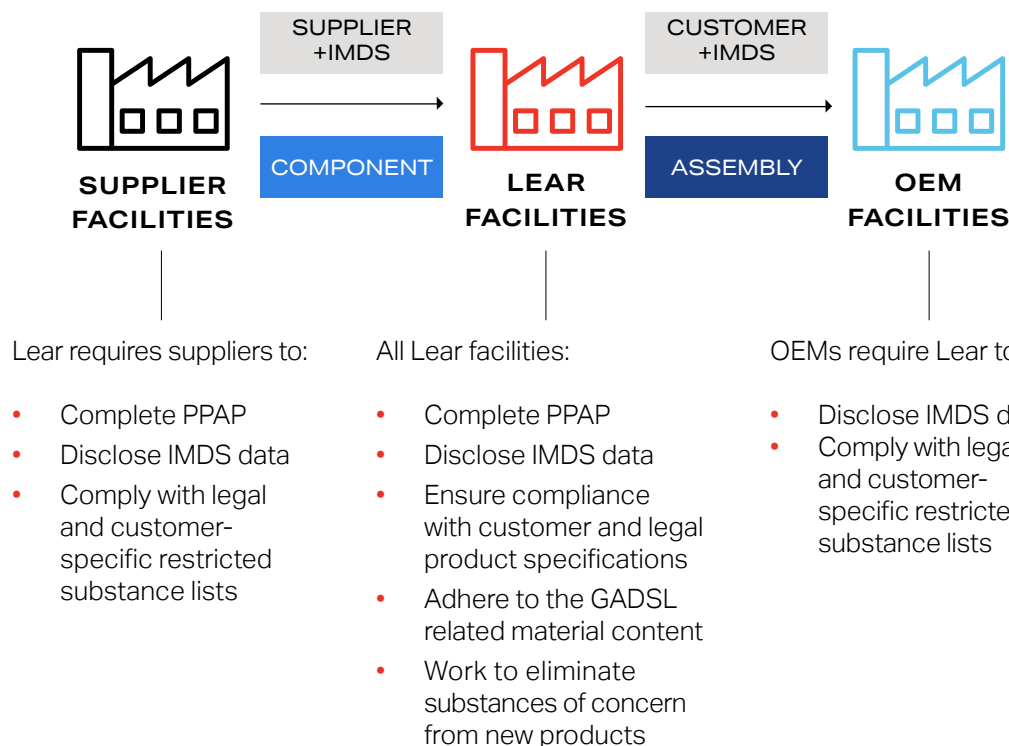 SUPPLIER
+IMDS
CUSTOMER
+IMDS
COMPONENT
ASSEMBLY
SUPPLIER
FACILITIES
LEAR
FACILITIES
OEM
FACILITIES
Lear requires suppliers to:
• Complete PPAP
• Disclose IMDS data
• Comply with legal
and customer-
specific restricted
substance lists
All Lear facilities:
• Complete PPAP
• Disclose IMDS data
• Ensure compliance
with customer and legal
product specifications
• Adhere to the GADSL
related material content
• Work to eliminate
substances of concern
from new products
OEMs require Lear to
• Disclose IMDS
• Comply with
and customer-
specific
substance lists